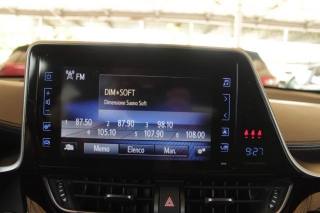 FM
DIM+SOFT
Dimensione Suono Soft
1 87.50 2 87.90 3 98.10
4 105.10 5 107.90 6 108.00
Memo Elenco Man.
9:27